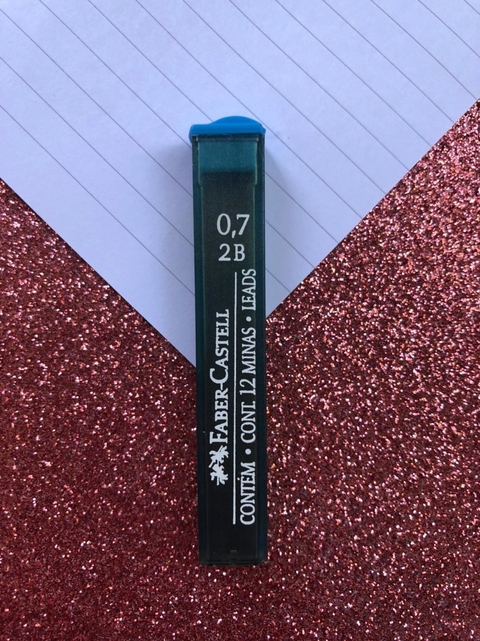 0,7
2B
FABER-CASTELL
CONTÉM • CONT. 12 MINAS • LEADS